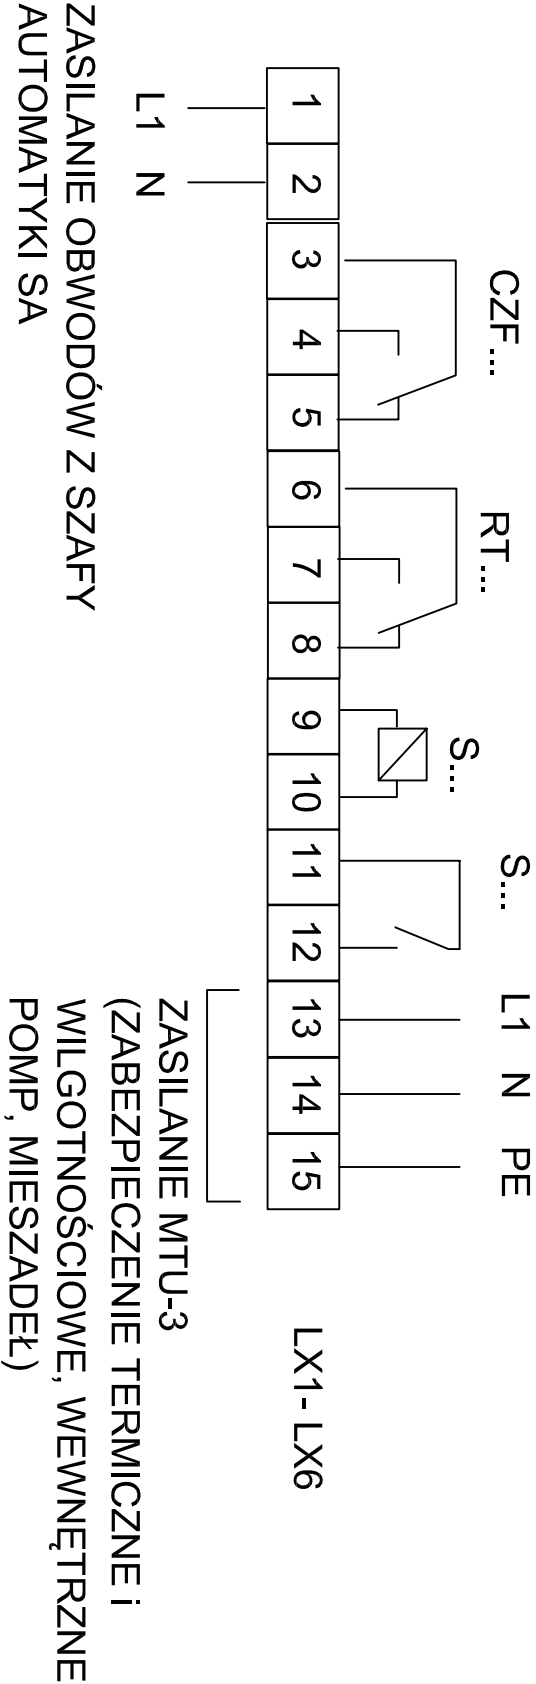 CZF...
RT...
S...
S...
L1 N PE
1 2 3 4 5 6 7 8 9 10 11 12 13 14 15
LX1- LX6
L1 N
ZASILANIE OBWODÓW Z SZAFY
AUTOMATYKI SA
ZASILANIE MTU-3
(ZABEZPIECZENIE TERMICZNE i
WILGOTNOŚCIOWE, WEWNĘTRZNE
POMP, MIESZADEŁ)